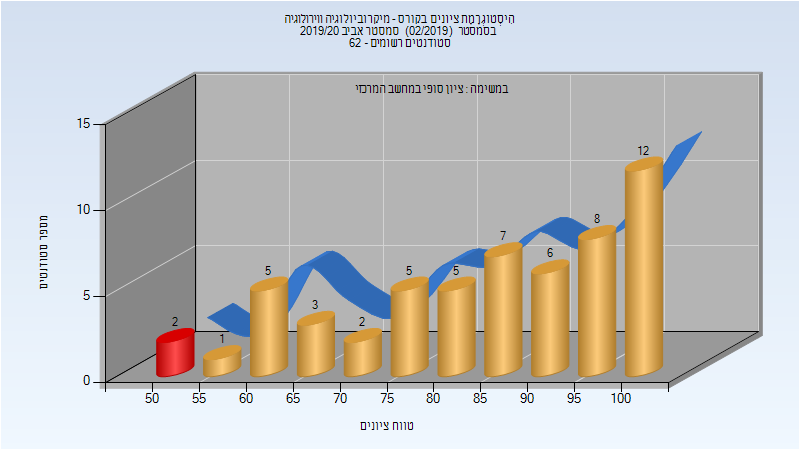 היסטוגרמת ציונים בקורס - מיקרוביולוגיה ווירולוגיה
בסמסטר (02/2019) סמסטר אביב 2019/20
סטודנטים רשומים - 62
במשימה : ציון סופי במחשב המרכזי
מספר סטודנטים
15
10
5
0
2
1
5
3
2
5
5
7
6
8
12
50 55 60 65 70 75 80 85 90 95 100
טווח ציונים